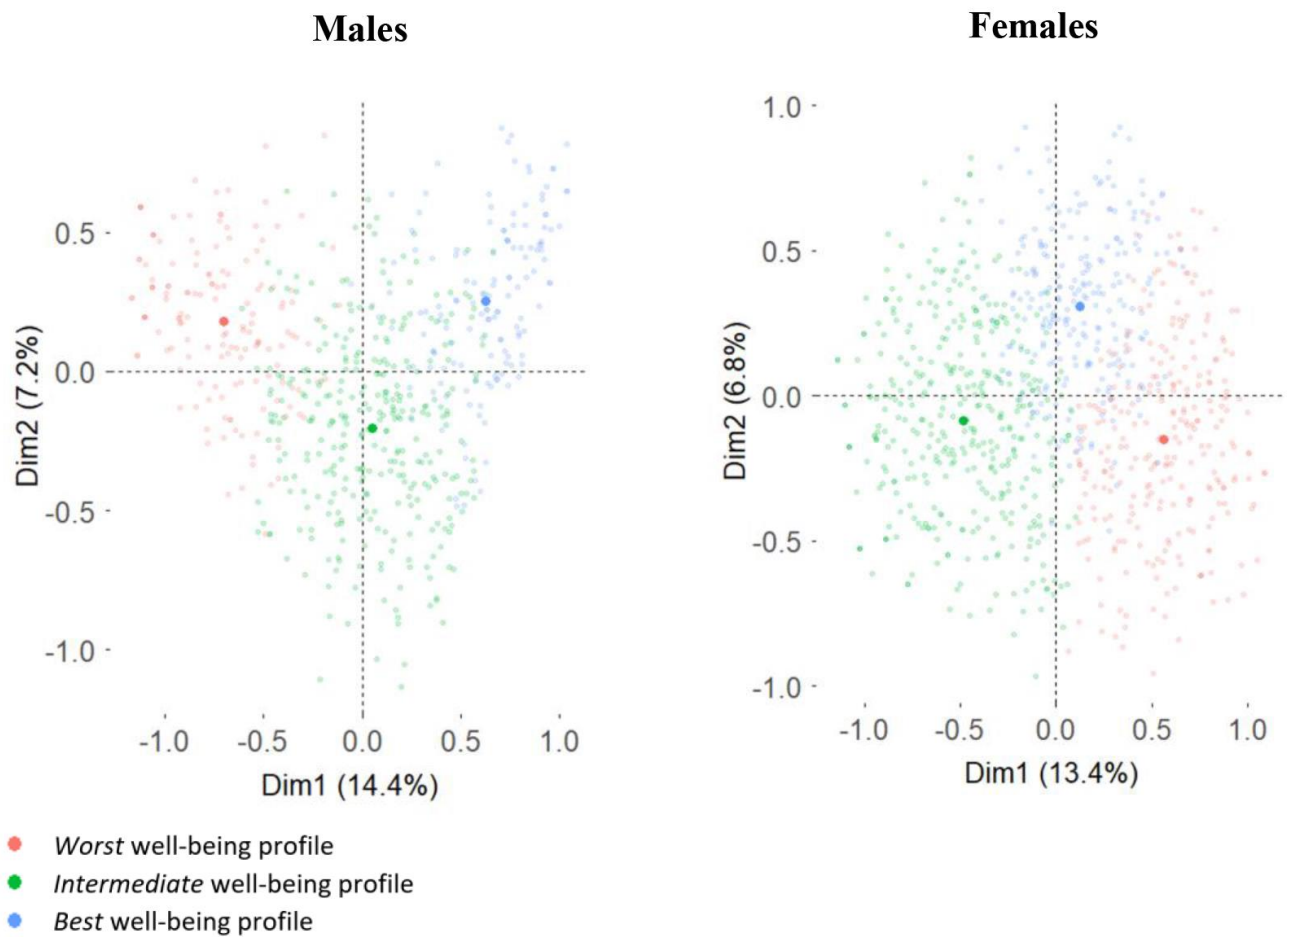 Males
Females
0.5
0.0
-0.5
-1.0
Dim2 (7.2%)
-1.0 -0.5 0.0 0.5 1.0
Dim1 (14.4%)
1.0
0.5
0.0
-0.5
-1.0
Dim2 (6.8%)
-1.0 -0.5 0.0 0.5 1.0
Dim1 (13.4%)
Worst well-being profile
Intermediate well-being profile
Best well-being profile